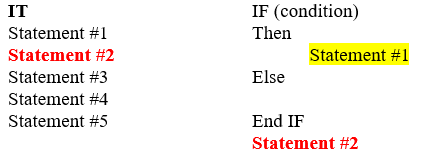 IT
Statement #1
Statement #2
Statement #3
Statement #4
Statement #5
IF (condition)
Then
Statement #1
Else
End IF
Statement #2